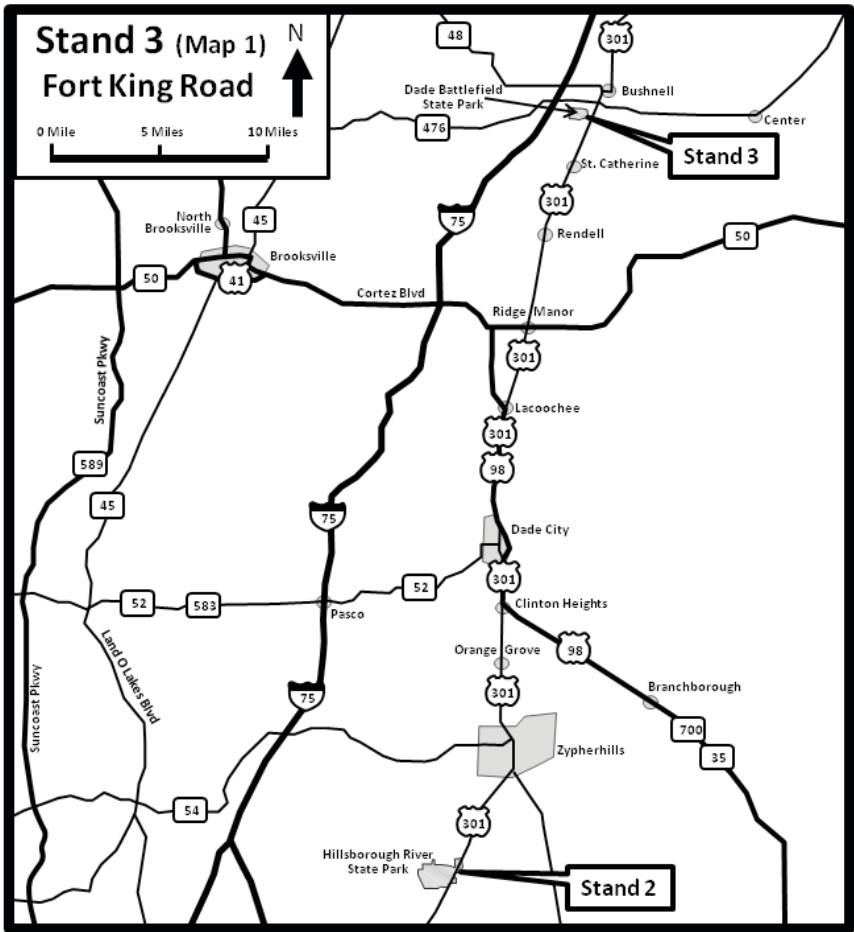 Stand 3 (Map 1)
Fort King Road
N
0 Mile 5 Miles 10 Miles
48
301
Bushnell
Dade Battlefield
State Park
Center
476
Stand 3
St. Catherine
301
75
North
Brooksville
45
Rendell
50
Brooksville
50
41
Cortez Blvd
Ridge Manor
301
Suncoast Pkwy
Lacoochee
301
589
98
45
75
Dade City
301
52
52
583
Clinton Heights
Pasco
Orange Grove
98
Land O Lakes Blvd
Suncoast Pkwy
75
301
Branchborough
700
35
Zypherhills
54
301
Hillsborough River
State Park
Stand 2